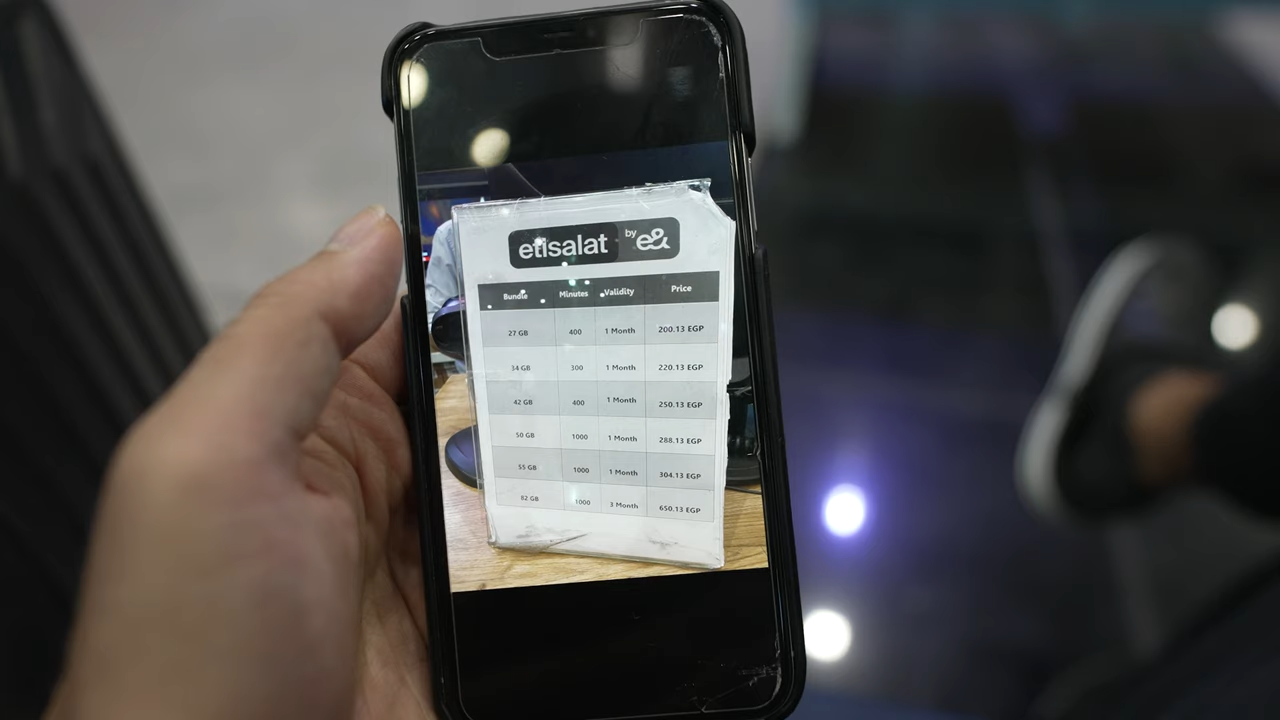 etisalat by e&
Bundle Minutes Validity Price
27 GB 400 1 Month 200.13 EGP
34 GB 300 1 Month 220.13 EGP
42 GB 400 1 Month 250.13 EGP
50 GB 1000 1 Month 288.13 EGP
55 GB 1000 1 Month 304.13 EGP
82 GB 1000 3 Month 650.13 EGP